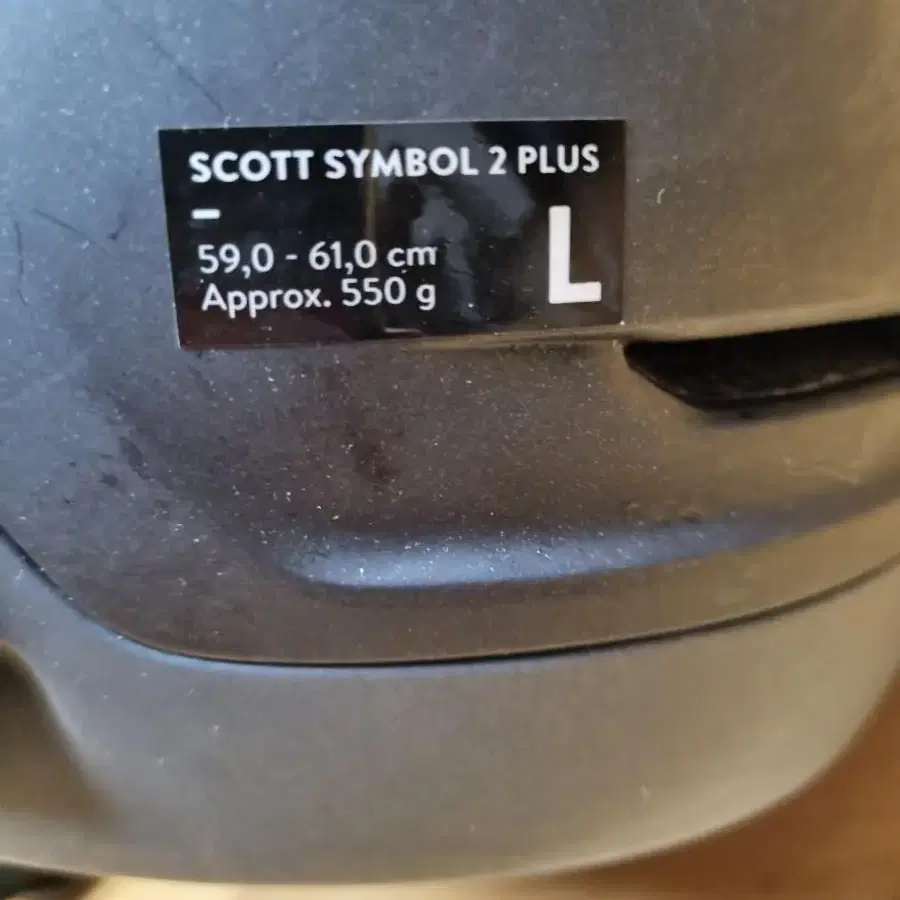 SCOTT SYMBOL 2 PLUS
–
59,0 - 61,0 cm
Approx. 550 g
L